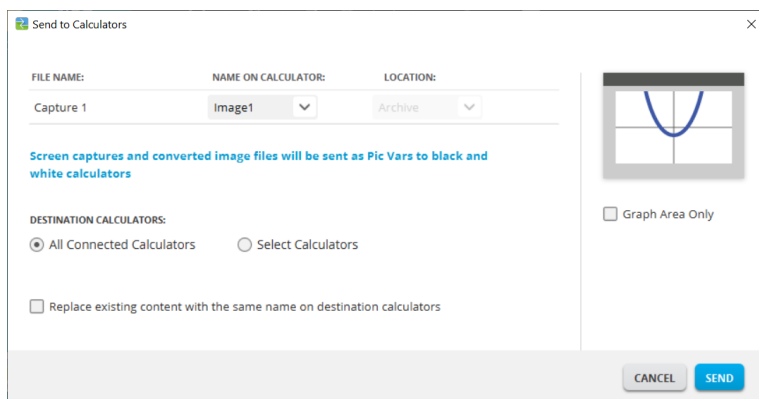 Send to Calculators
FILE NAME: NAME ON CALCULATOR: LOCATION:
Capture 1 Image1 Archive
Screen captures and converted image files will be sent as Pic Vars to black and
white calculators
Graph Area Only
DESTINATION CALCULATORS:
All Connected Calculators Select Calculators
Replace existing content with the same name on destination calculators
CANCEL SEND